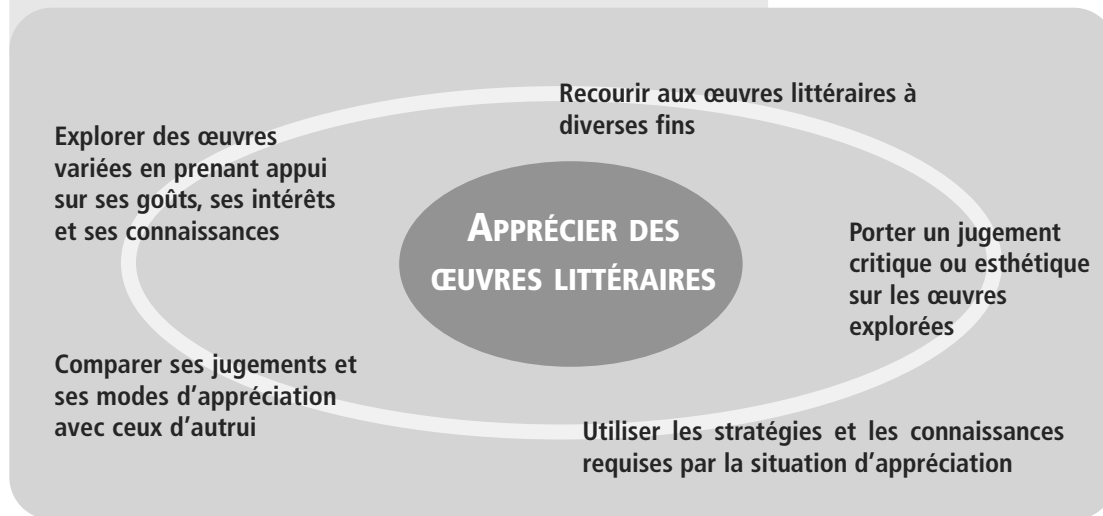 Recourir aux œuvres littéraires à
diverses fins
Explorer des œuvres
variées en prenant appui
sur ses goûts, ses intérêts
et ses connaissances
APPRÉCIER DES
ŒUVRES LITTÉRAIRES
Porter un jugement
critique ou esthétique
sur les œuvres
explorées
Comparer ses jugements et
ses modes d’appréciation
avec ceux d’autrui
Utiliser les stratégies et les connaissances
requises par la situation d’appréciation